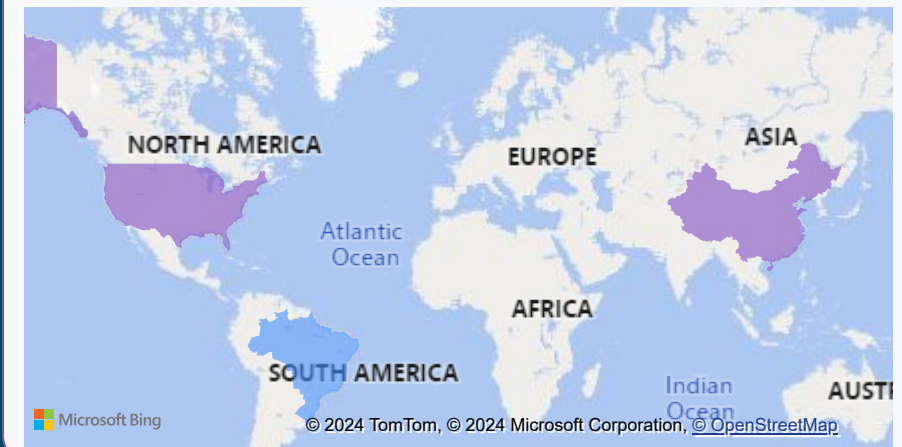 NORTH AMERICA
ASIA
EUROPE
Atlantic
Ocean
AFRICA
SOUTH AMERICA
Indian
Ocean
AUST
Microsoft Bing
© 2024 TomTom, © 2024 Microsoft Corporation, © OpenStreetMap